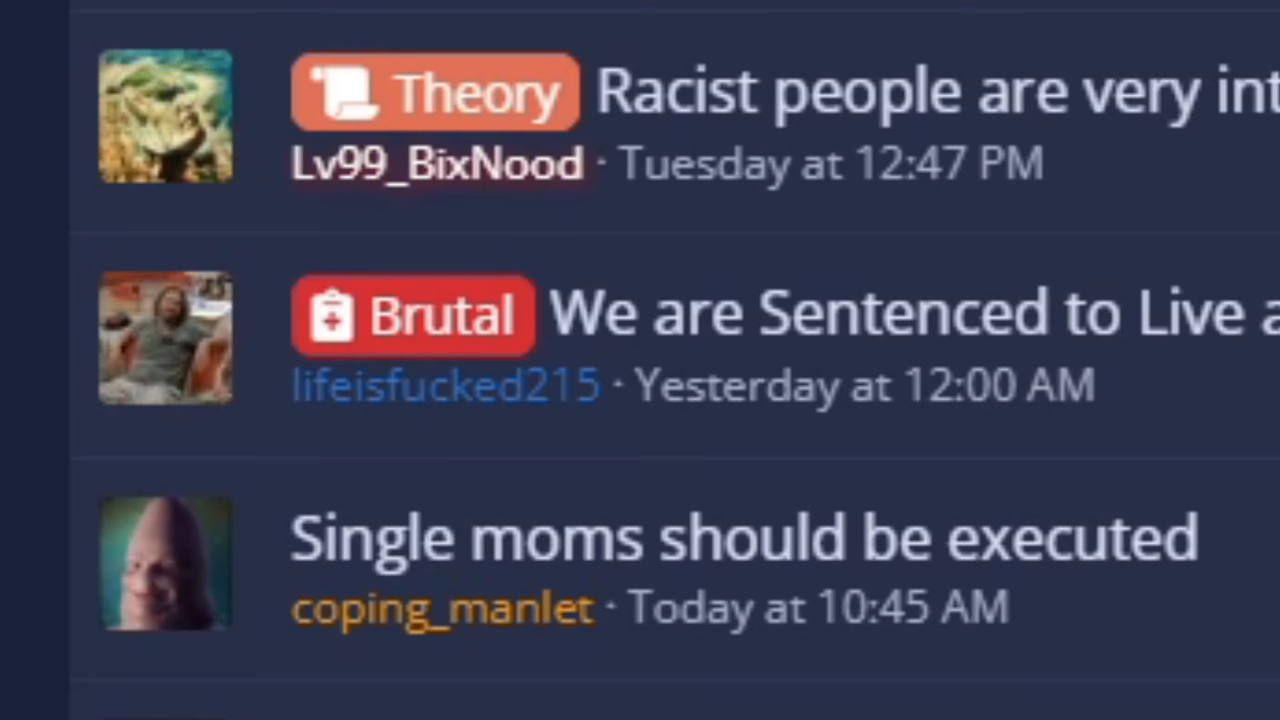 Theory Racist people are very int
Lv99_BixNood · Tuesday at 12:47 PM
Brutal We are Sentenced to Live a
lifeisfucked215 · Yesterday at 12:00 AM
Single moms should be executed
coping_manlet · Today at 10:45 AM